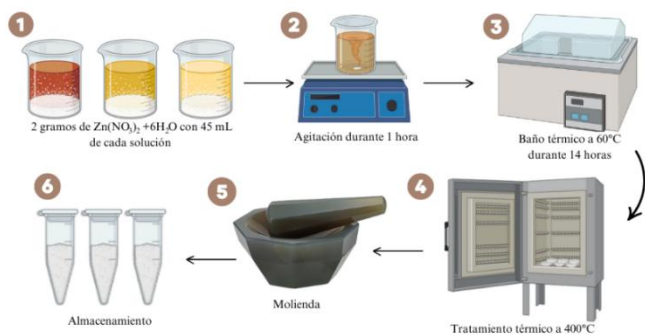 1
2 gramos de Zn(NO₃)₂ +6H₂O con 45 mL
de cada solución
2
Agitación durante 1 hora
3
Baño térmico a 60°C
durante 14 horas
4
Tratamiento térmico a 400°C
5
Molienda
6
Almacenamiento